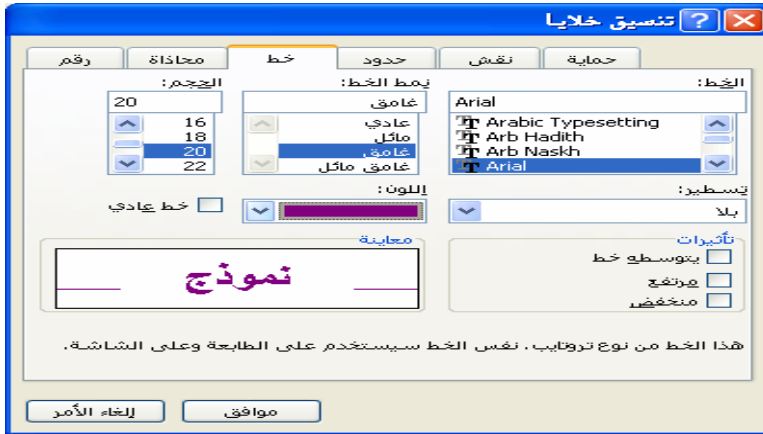 تنسيق خلايا
حماية نقش حدود خط محاذاة رقم
الخط: نمط الخط: الحجم:
Arial غامق 20
Arabic Typesetting عادي 16
Arb Hadith مائل 18
Arb Naskh غامق 20
Arial غامق مائل 22
تسطير: اللون:
بلا خط عادي
تأثيرات معاينة
يتوسطه خط
مرتفع نموذج
منخفض
هذا الخط من نوع تروتايب. نفس الخط سيستخدم على الطابعة وعلى الشاشة.
موافق إلغاء الأمر